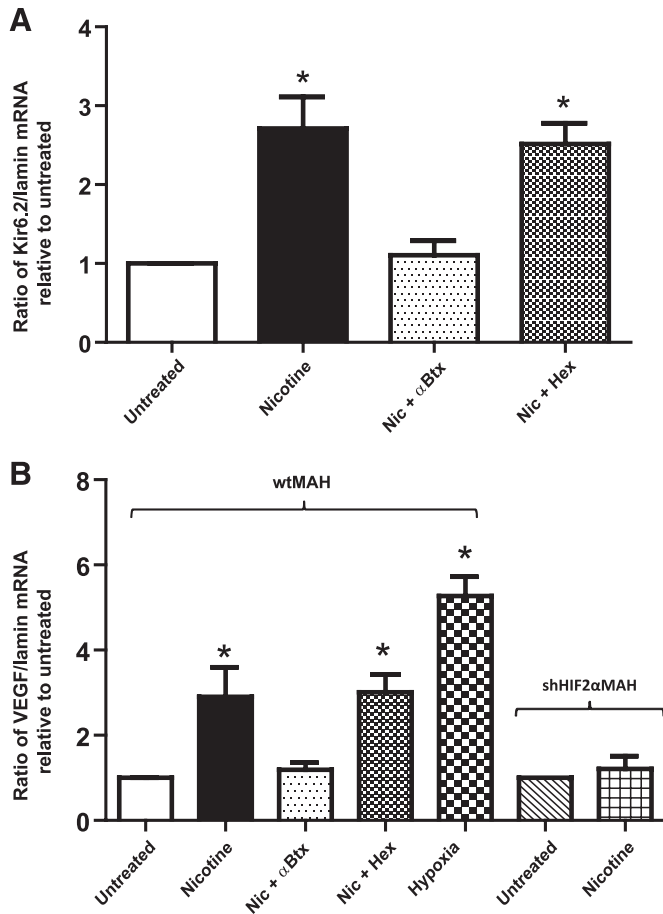 A
Ratio of Kir6.2/lamin mRNA
relative to untreated
4
3
2
1
0
*
*
Untreated
Nicotine
Nic + αBtx
Nic + Hex
B
Ratio of VEGF/lamin mRNA
relative to untreated
8
6
4
2
0
wtMAH
shHIF2αMAH
*
*
*
Untreated
Nicotine
Nic + αBtx
Nic + Hex
Hypoxia
Untreated
Nicotine